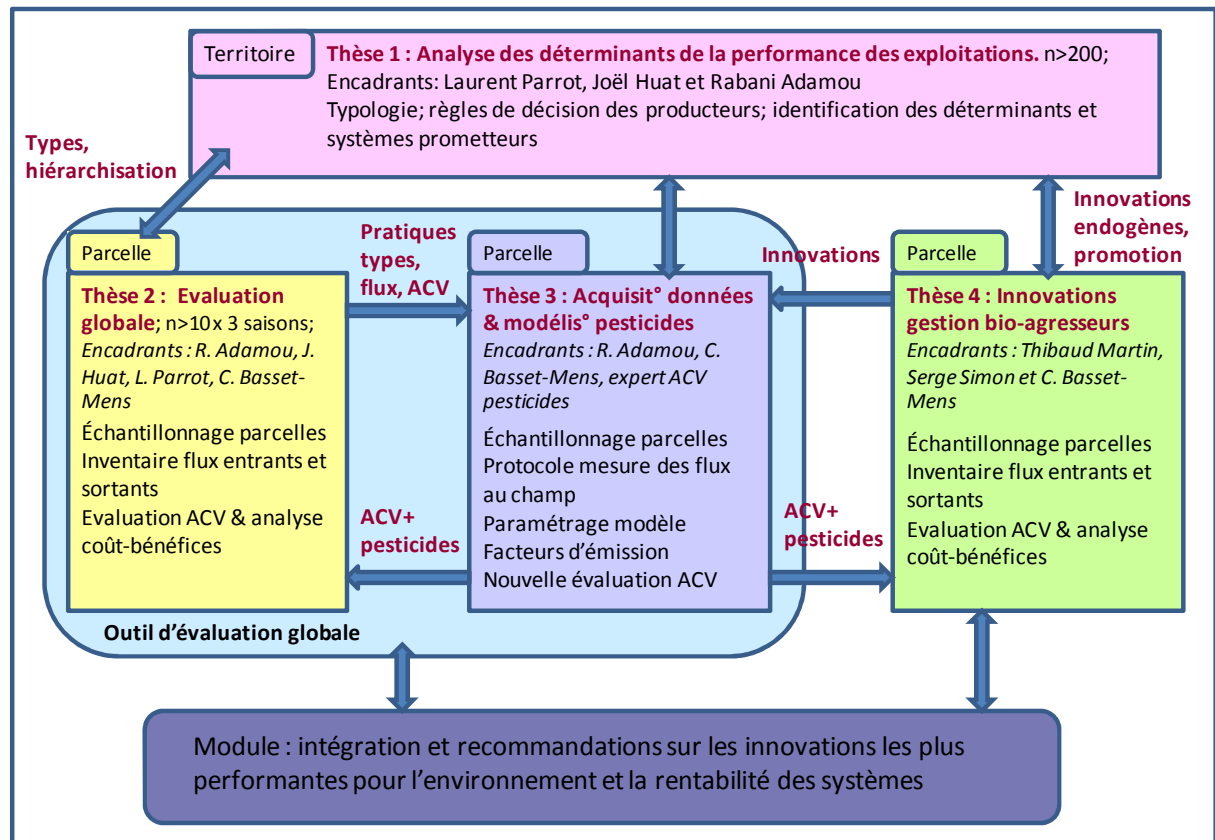 Territoire
Thèse 1 : Analyse des déterminants de la performance des exploitations. n>200;
Encadrants: Laurent Parrot, Joël Huat et Rabani Adamou
Typologie; règles de décision des producteurs; identification des déterminants et
systèmes prometteurs
Types,
hiérarchisation
Innovations
endogènes,
promotion
Parcelle
Thèse 2 : Evaluation
globale; n>10x 3 saisons;
Encadrants : R. Adamou, J.
Huat, L. Parrot, C. Basset-
Mens
Échantillonnage parcelles
Inventaire flux entrants et
sortants
Evaluation ACV & analyse
coût-bénéfices
Pratiques
types,
flux, ACV
ACV+
pesticides
Parcelle
Thèse 3 : Acquisit° données
& modélis° pesticides
Encadrants : R. Adamou, C.
Basset-Mens, expert ACV
pesticides
Échantillonnage parcelles
Protocole mesure des flux
au champ
Paramétrage modèle
Facteurs d’émission
Nouvelle évaluation ACV
Innovations
ACV+
pesticides
Parcelle
Thèse 4 : Innovations
gestion bio-agresseurs
Encadrants : Thibaud Martin,
Serge Simon et C. Basset-
Mens
Échantillonnage parcelles
Inventaire flux entrants et
sortants
Evaluation ACV & analyse
coût-bénéfices
Outil d’évaluation globale
Module : intégration et recommandations sur les innovations les plus
performantes pour l’environnement et la rentabilité des systèmes